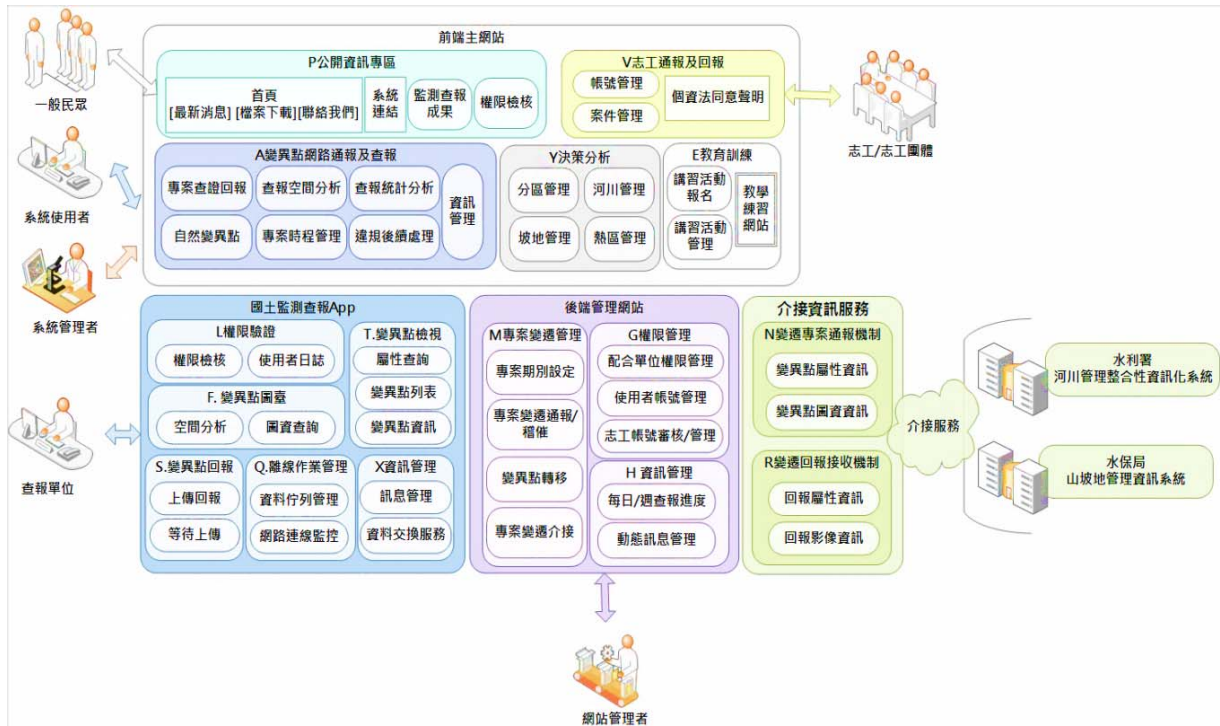 一般民眾
系統使用者
系統管理者
查報單位
前端主網站
P公開資訊專區
首頁
[最新消息] [檔案下載][聯絡我們]
系統
連結
監測查報
成果
權限檢核
V志工通報及回報
帳號管理
案件管理
個資法同意聲明
志工/志工團體
A變異點網路通報及查報
專案查證回報
查報空間分析
查報統計分析
自然變異點
專案時程管理
違規後續處理
資訊
管理
Y決策分析
分區管理
河川管理
坡地管理
熱區管理
E教育訓練
講習活動
報名
講習活動
管理
教學
練習
網站
國土監測查報App
L權限驗證
權限檢核
使用者日誌
F. 變異點圖臺
空間分析
圖資查詢
T.變異點檢視
屬性查詢
變異點列表
變異點資訊
S.變異點回報
上傳回報
等待上傳
Q.離線作業管理
資料佇列管理
網路連線監控
X資訊管理
訊息管理
資料交換服務
後端管理網站
M專案變遷管理
專案期別設定
專案變遷通報/
稽催
變異點轉移
專案變遷介接
G權限管理
配合單位權限管理
使用者帳號管理
志工帳號審核/管理
H 資訊管理
每日/週查報進度
動態訊息管理
介接資訊服務
N變遷專案通報機制
變異點屬性資訊
變異點圖資資訊
R變遷回報接收機制
回報屬性資訊
回報影像資訊
介接服務
水利署
河川管理整合性資訊化系統
水保局
山坡地管理資訊系統
網站管理者